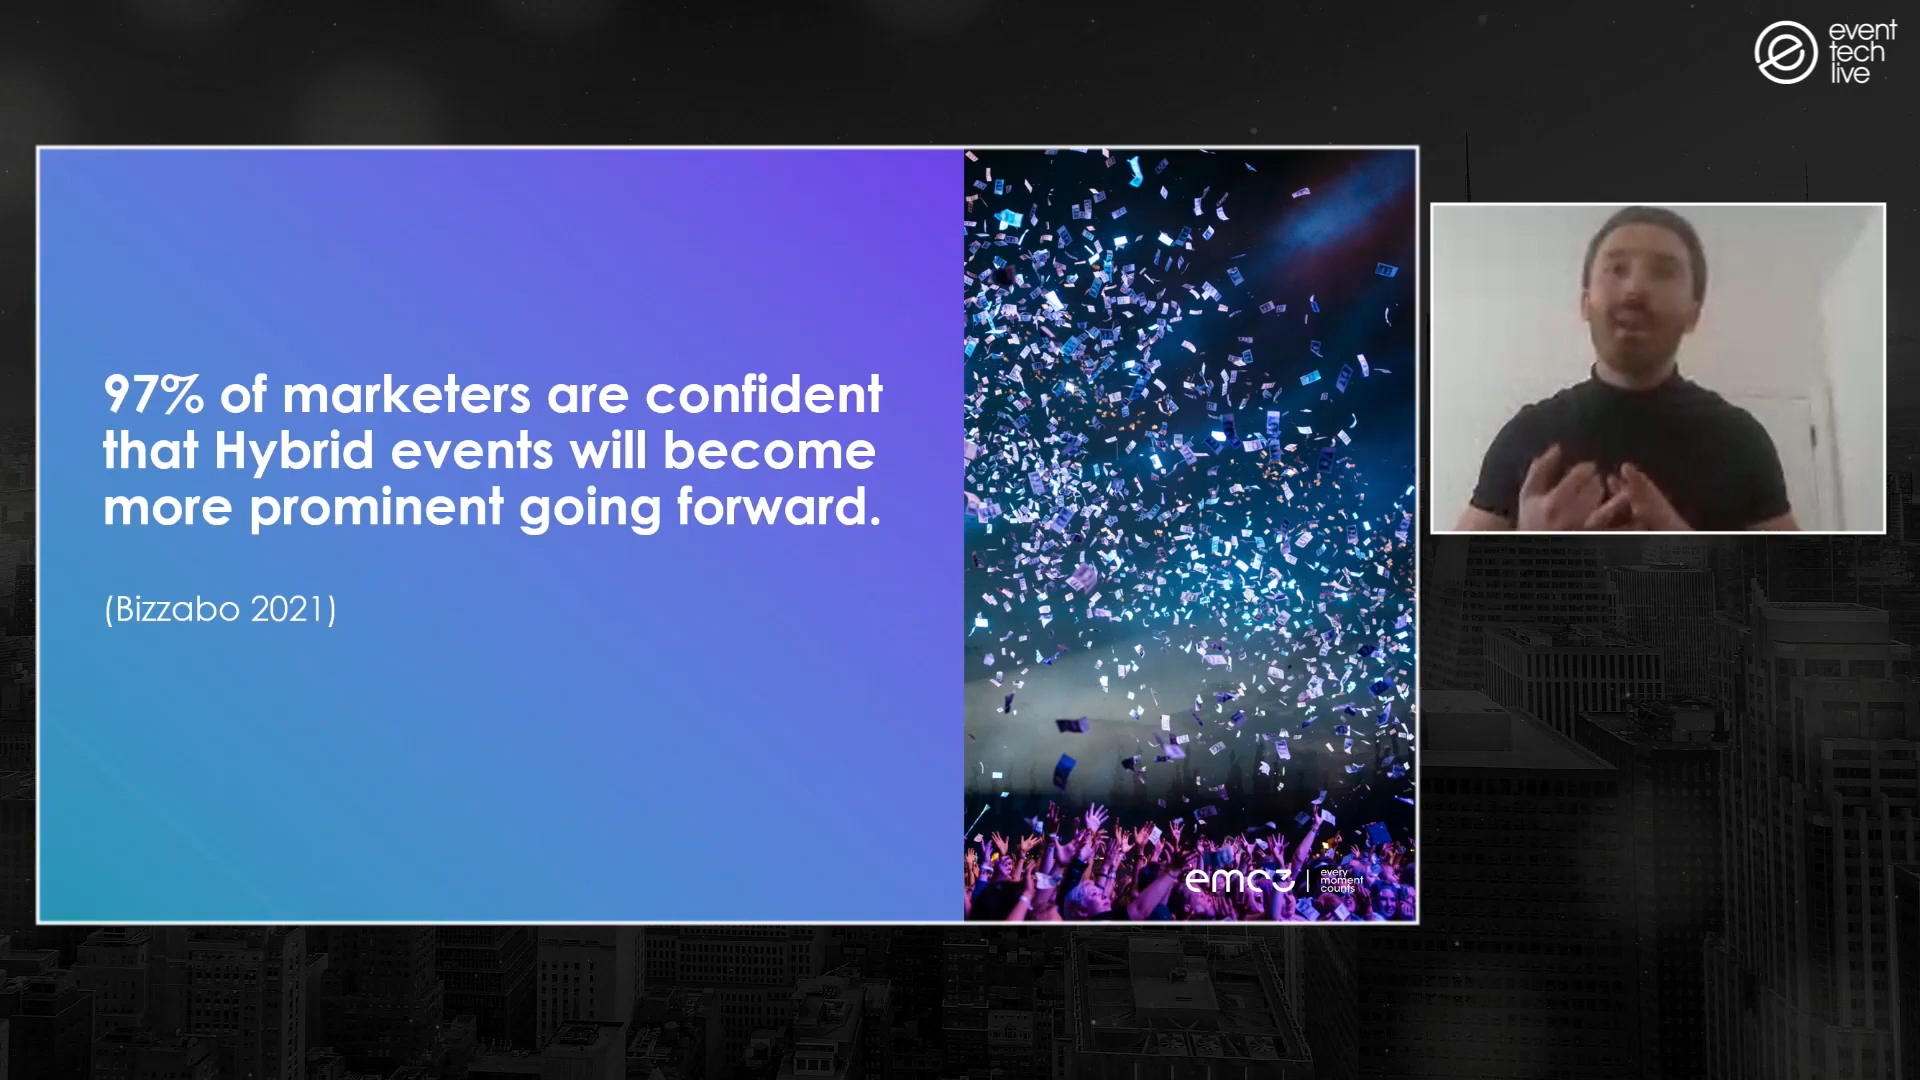 event
tech
live
97% of marketers are confident
that Hybrid events will become
more prominent going forward.
(Bizzabo 2021)
emc3 | every
moment
counts